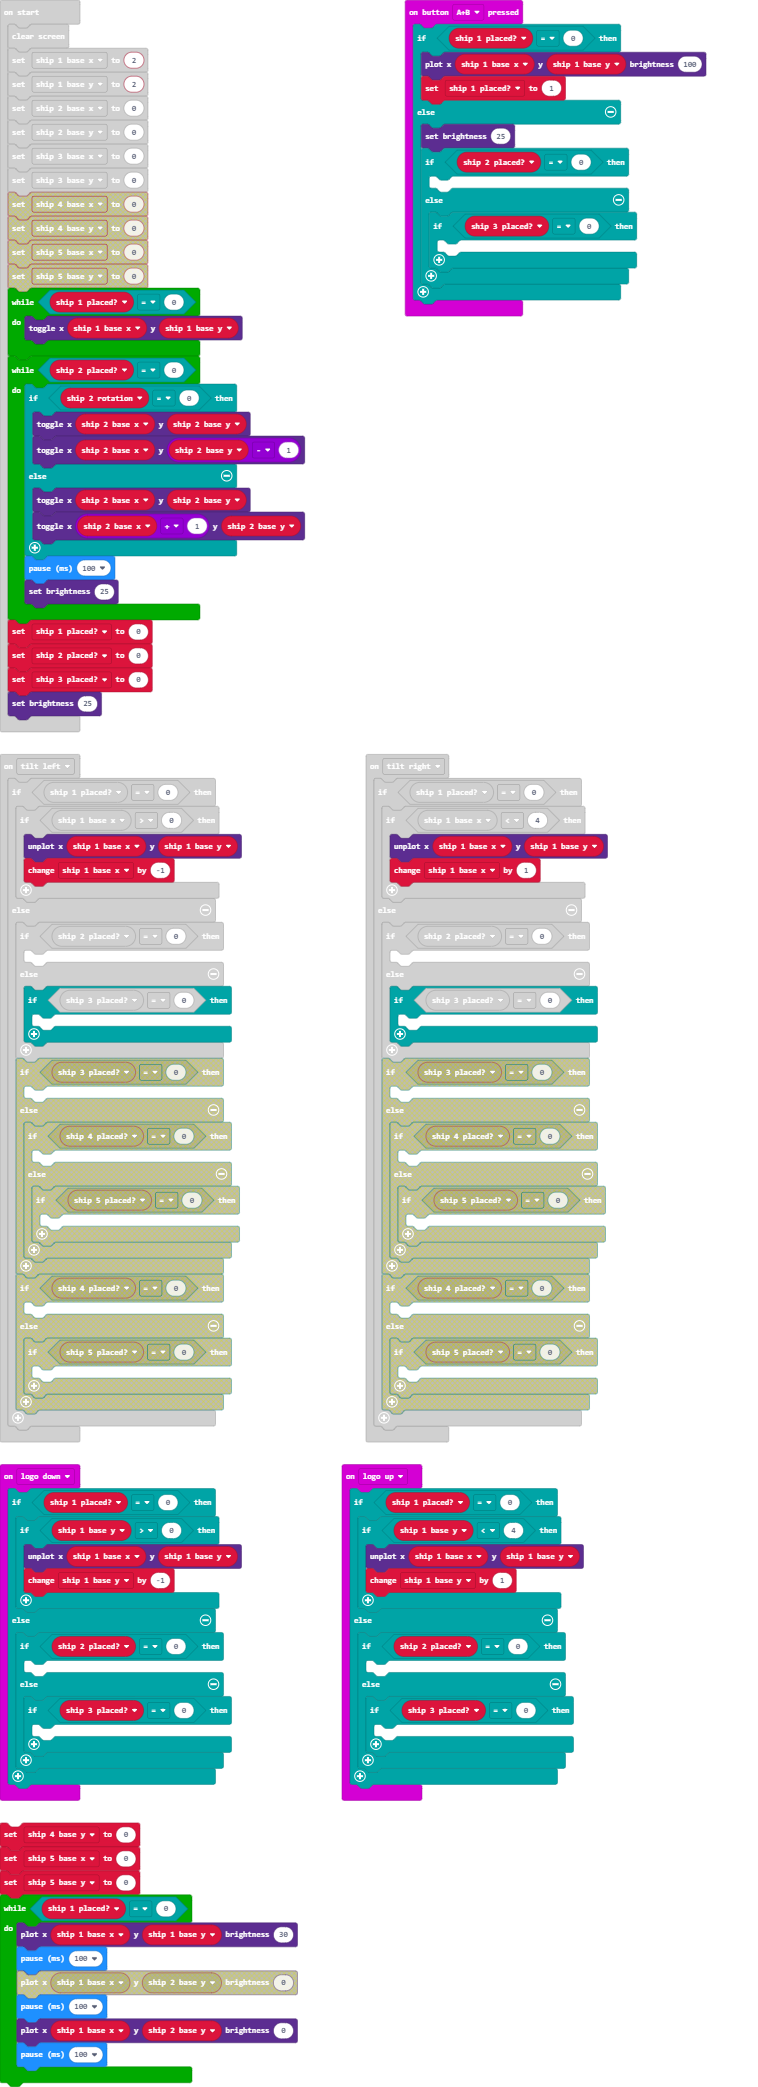 on start
clear screen
set ship 1 base x to 2
set ship 1 base y to 2
set ship 2 base x to 0
set ship 2 base y to 0
set ship 3 base x to 0
set ship 3 base y to 0
set ship 4 base x to 0
set ship 4 base y to 0
set ship 5 base x to 0
set ship 5 base y to 0
while ship 1 placed? = 0
do toggle x ship 1 base x y ship 1 base y
while ship 2 placed? = 0
do if ship 2 rotation = 0 then
toggle x ship 2 base x y ship 2 base y
toggle x ship 2 base x y ship 2 base y - 1
else
toggle x ship 2 base x y ship 2 base y
toggle x ship 2 base x + 1 y ship 2 base y
pause (ms) 100
set brightness 25
set ship 1 placed? to 0
set ship 2 placed? to 0
set ship 3 placed? to 0
set brightness 25
on button A+B pressed
if ship 1 placed? = 0 then
plot x ship 1 base x y ship 1 base y brightness 100
set ship 1 placed? to 1
else
set brightness 25
if ship 2 placed? = 0 then
else
if ship 3 placed? = 0 then
on tilt left
if ship 1 placed? = 0 then
if ship 1 base x > 0 then
unplot x ship 1 base x y ship 1 base y
change ship 1 base x by -1
else
if ship 2 placed? = 0 then
else
if ship 3 placed? = 0 then
if ship 3 placed? = 0 then
else
if ship 4 placed? = 0 then
else
if ship 5 placed? = 0 then
if ship 4 placed? = 0 then
else
if ship 5 placed? = 0 then
on tilt right
if ship 1 placed? = 0 then
if ship 1 base x < 4 then
unplot x ship 1 base x y ship 1 base y
change ship 1 base x by 1
else
if ship 2 placed? = 0 then
else
if ship 3 placed? = 0 then
if ship 3 placed? = 0 then
else
if ship 4 placed? = 0 then
else
if ship 5 placed? = 0 then
if ship 4 placed? = 0 then
else
if ship 5 placed? = 0 then
on logo down
if ship 1 placed? = 0 then
if ship 1 base y > 0 then
unplot x ship 1 base x y ship 1 base y
change ship 1 base y by -1
else
if ship 2 placed? = 0 then
else
if ship 3 placed? = 0 then
on logo up
if ship 1 placed? = 0 then
if ship 1 base y < 4 then
unplot x ship 1 base x y ship 1 base y
change ship 1 base y by 1
else
if ship 2 placed? = 0 then
else
if ship 3 placed? = 0 then
set ship 4 base y to 0
set ship 5 base x to 0
set ship 5 base y to 0
while ship 1 placed? = 0
do plot x ship 1 base x y ship 1 base y brightness 30
pause (ms) 100
plot x ship 1 base x y ship 2 base y brightness 0
pause (ms) 100
plot x ship 1 base x y ship 2 base y brightness 0
pause (ms) 100